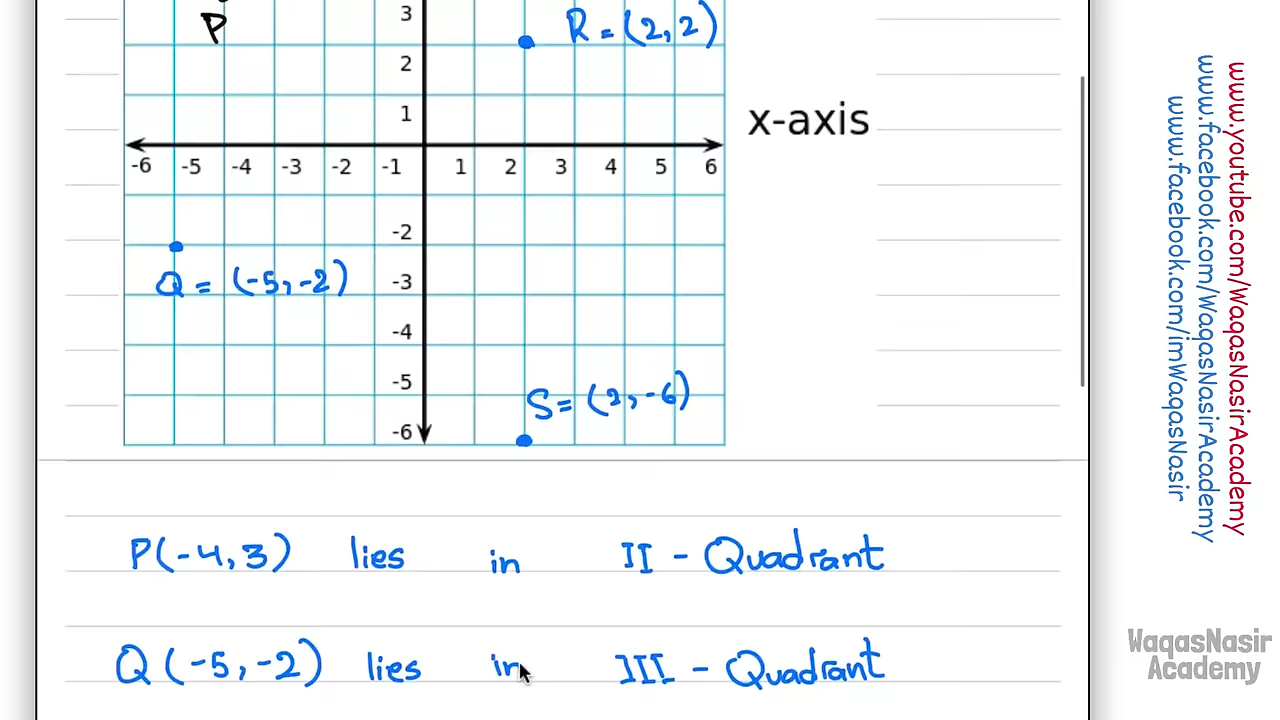 3
P
R = (2, 2)
2
1
x-axis
-6 -5 -4 -3 -2 -1 1 2 3 4 5 6
-2
Q = (-5, -2)
-3
-4
-5
S = (2, -6)
-6
P(-4, 3) lies in II - Quadrant
Q (-5, -2) lies in III - Quadrant
www.youtube.com/WaqasNasirAcademy
www.facebook.com/WaqasNasirAcademy
www.facebook.com/imWaqasNasir
WaqasNasir
Academy